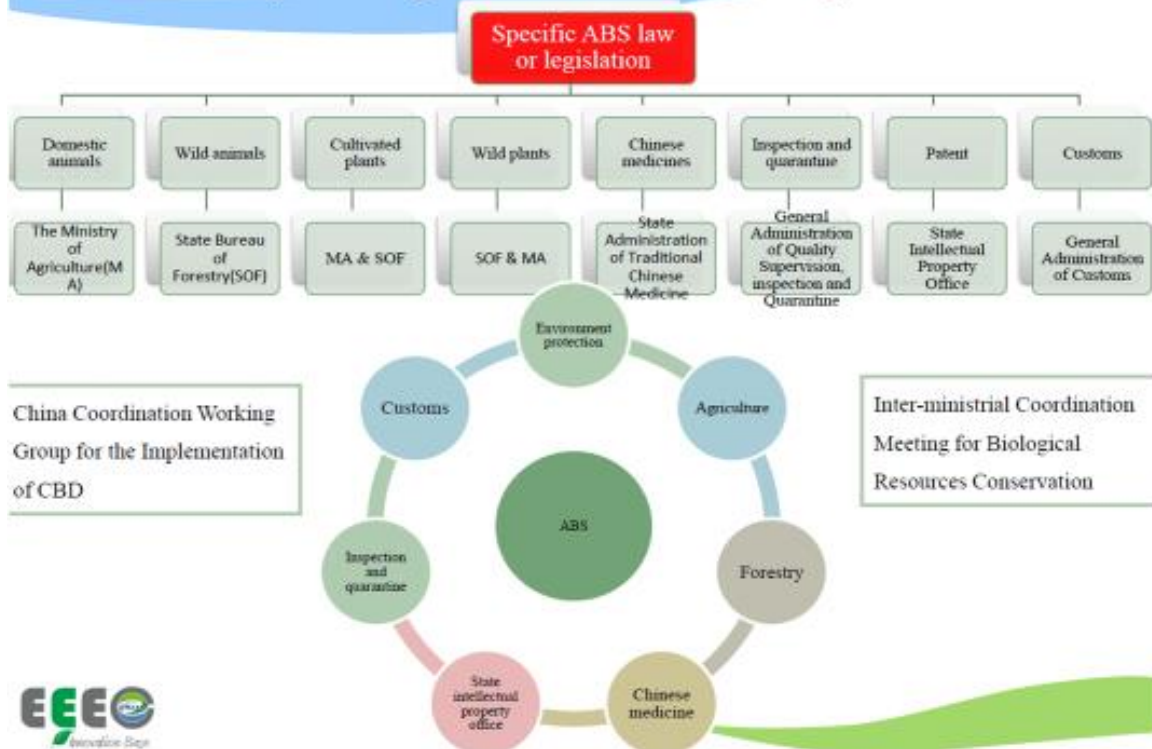 Specific ABS law
or legislation
Domestic
animals
Wild animals
Cultivated
plants
Wild plants
Chinese
medicines
Inspection and
quarantine
Patent
Customs
The Ministry
of
Agriculture(M
A)
State Bureau
of
Forestry(SOF)
MA & SOF
SOF & MA
State
Administration
of Traditional
Chinese
Medicine
General
Administration
of Quality
Supervision,
inspection and
Quarantine
State
Intellectual
Property
Office
General
Administration
of Customs
Environment
protection
Customs
Agriculture
China Coordination Working
Group for the Implementation
of CBD
Inter-ministrial Coordination
Meeting for Biological
Resources Conservation
ABS
Inspection
and
quarantine
Forestry
State
intellectual
property
office
Chinese
medicine